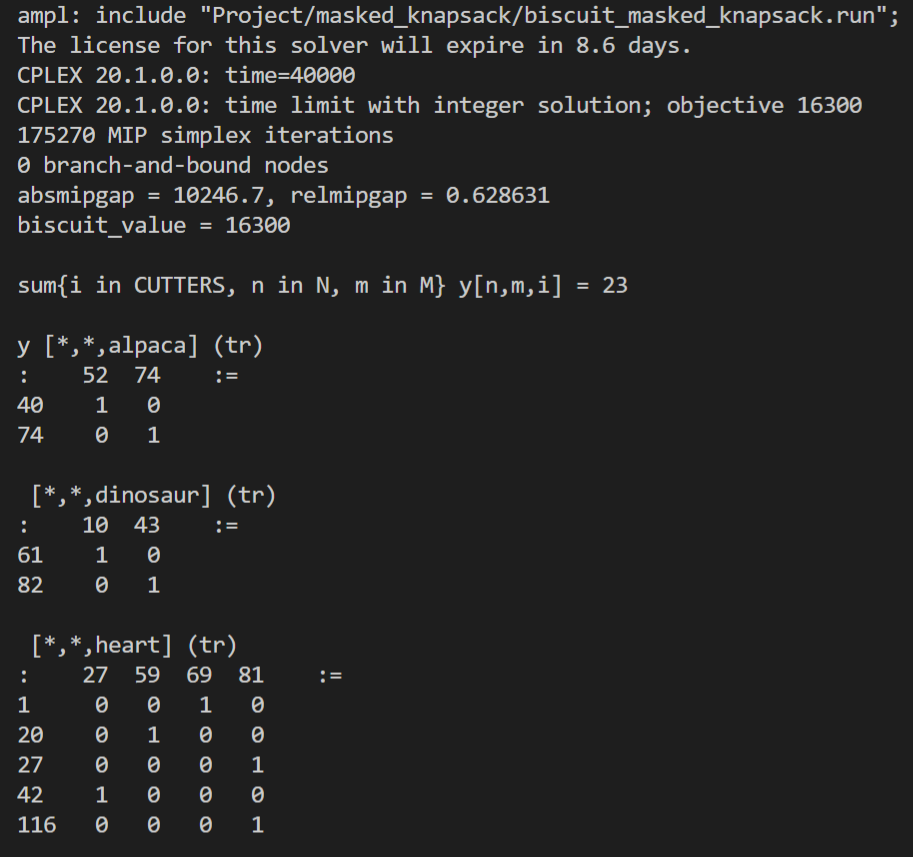 ampl: include "Project/masked_knapsack/biscuit_masked_knapsack.run";
The license for this solver will expire in 8.6 days.
CPLEX 20.1.0.0: time=40000
CPLEX 20.1.0.0: time limit with integer solution; objective 16300
175270 MIP simplex iterations
0 branch-and-bound nodes
absmipgap = 10246.7, relmipgap = 0.628631
biscuit_value = 16300
sum{i in CUTTERS, n in N, m in M} y[n,m,i] = 23
y [*,*,alpaca] (tr)
:    52  74    :=
40    1   0
74    0   1
[*,*,dinosaur] (tr)
:    10  43    :=
61    1   0
82    0   1
[*,*,heart] (tr)
:    27  59  69  81    :=
1     0   0   1   0
20    0   1   0   0
27    0   0   0   1
42    1   0   0   0
116   0   0   0   1